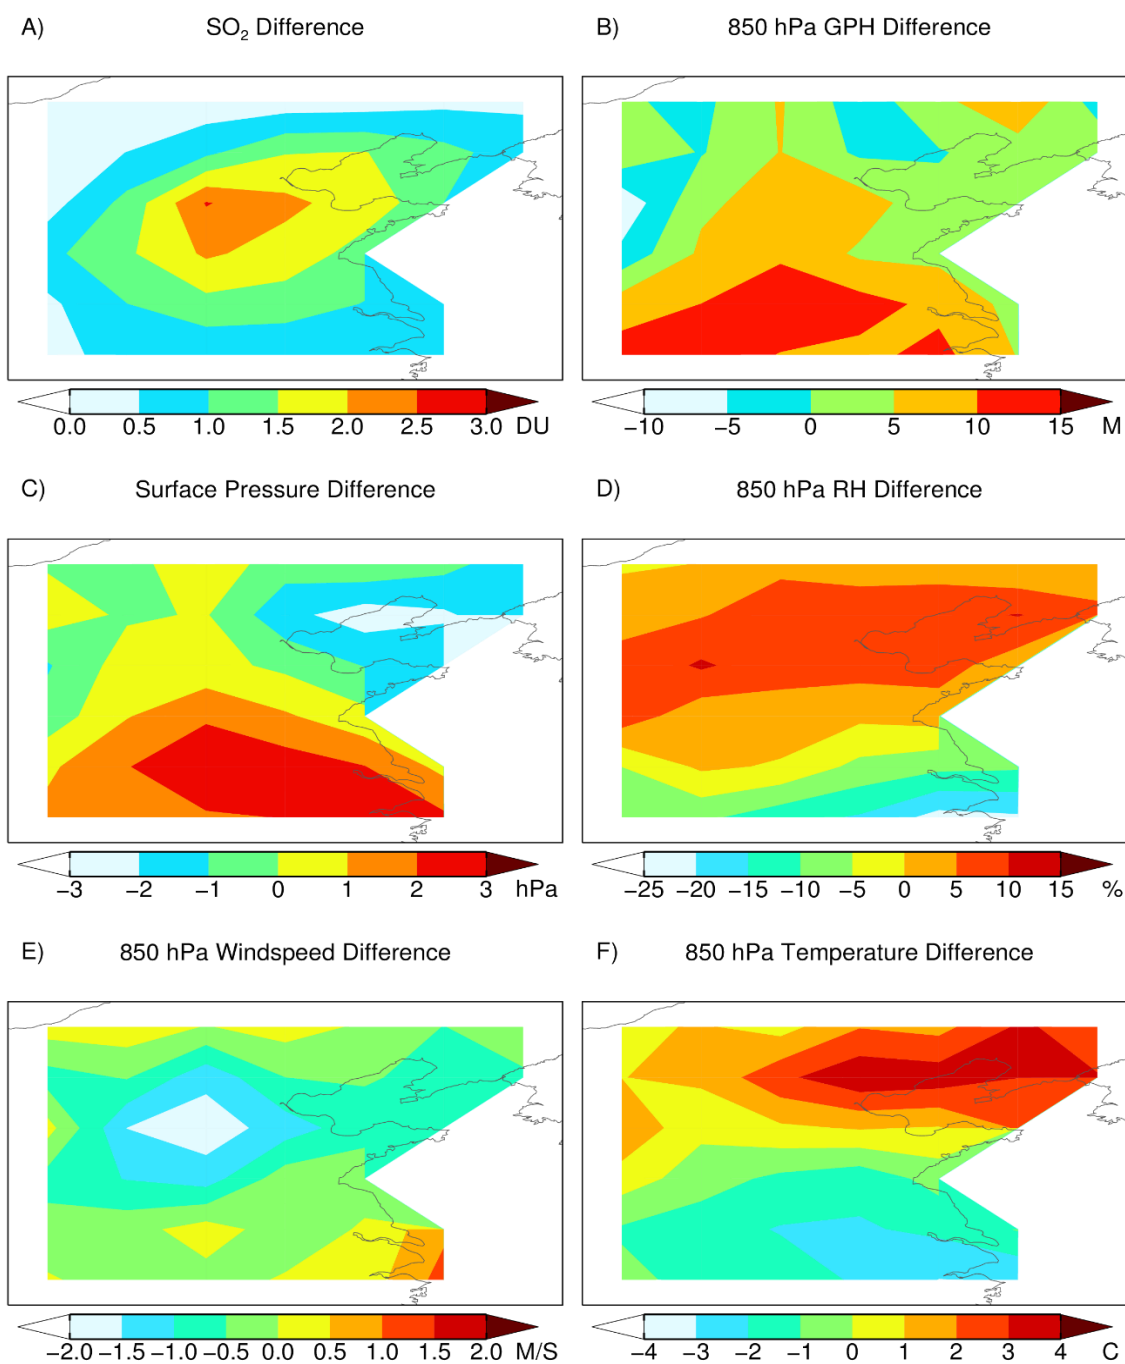 A) SO₂ Difference
B) 850 hPa GPH Difference
0.0 0.5 1.0 1.5 2.0 2.5 3.0 DU
−10 −5 0 5 10 15 M
C) Surface Pressure Difference
D) 850 hPa RH Difference
−3 −2 −1 0 1 2 3 hPa
−25 −20 −15 −10 −5 0 5 10 15 %
E) 850 hPa Windspeed Difference
F) 850 hPa Temperature Difference
−2.0 −1.5 −1.0 −0.5 0.0 0.5 1.0 1.5 2.0 M/S
−4 −3 −2 −1 0 1 2 3 4 C